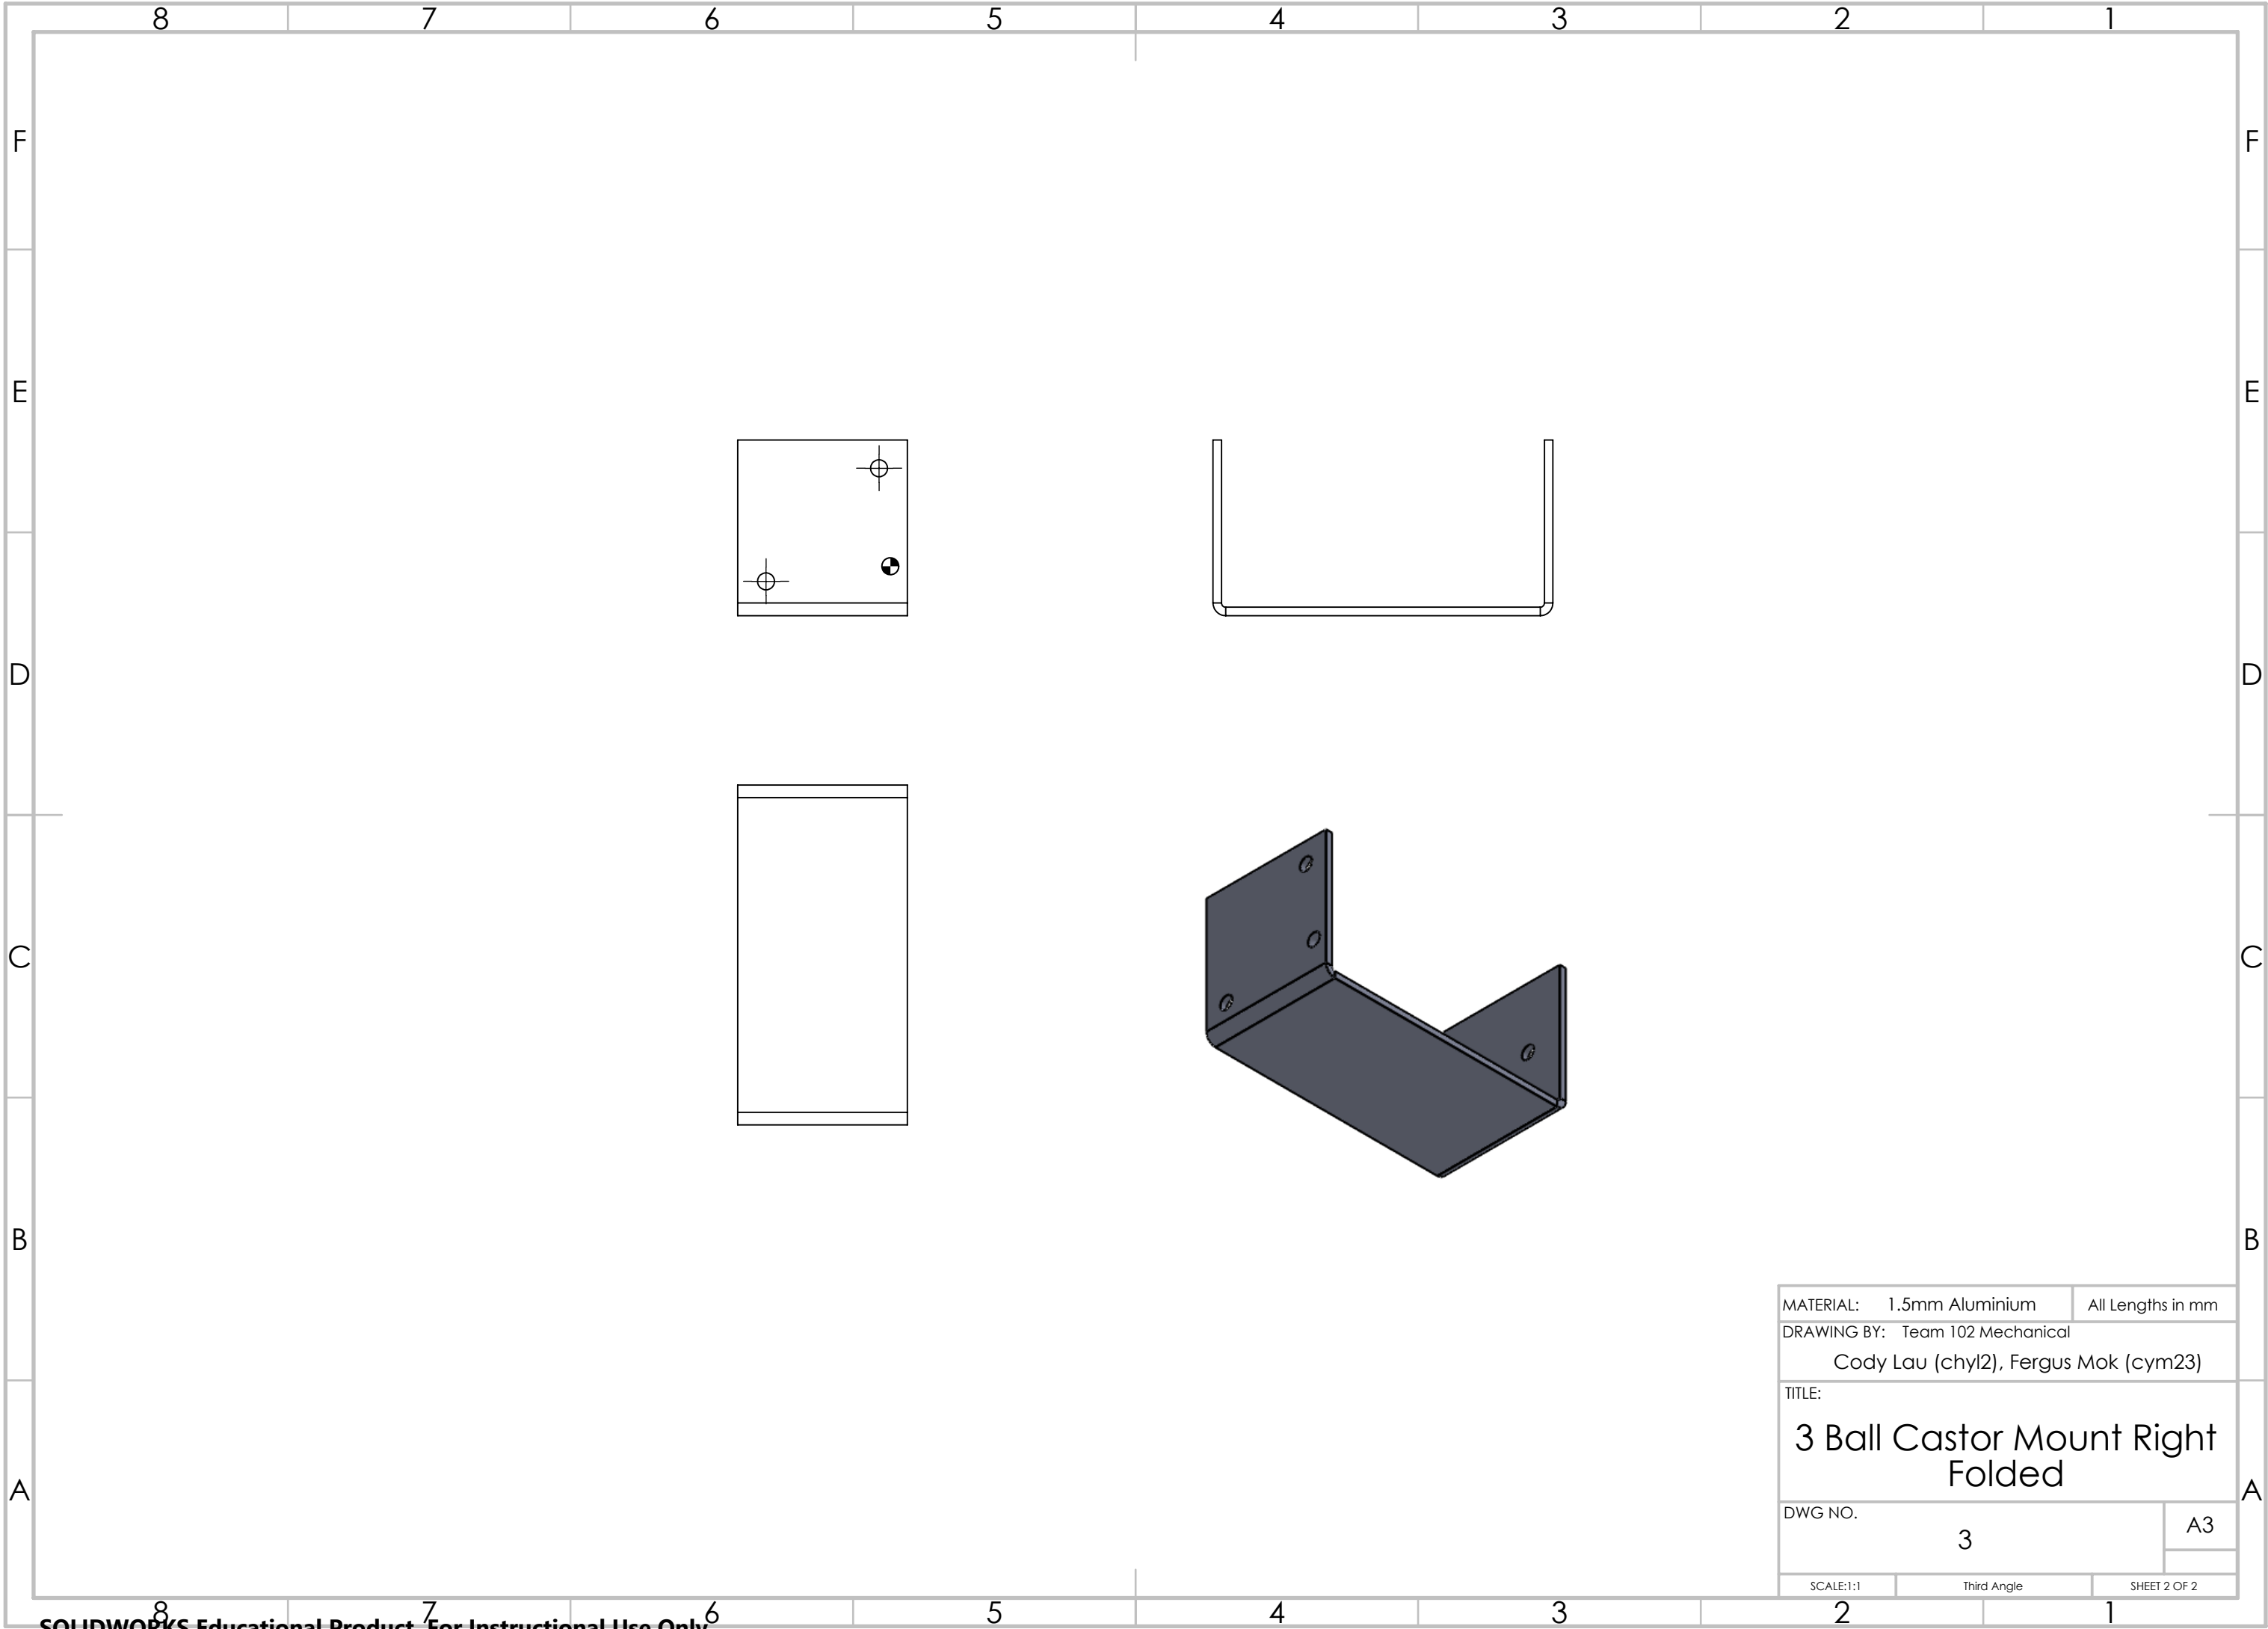 8 7 6 5 4 3 2 1
F F
E E
D D
C C
B B
MATERIAL: 1.5mm Aluminium All Lengths in mm
DRAWING BY: Team 102 Mechanical
Cody Lau (chyl2), Fergus Mok (cym23)
TITLE:
3 Ball Castor Mount Right
Folded
A A
DWG NO. 3 A3
SCALE:1:1 Third Angle SHEET 2 OF 2
8 7 6 5 4 3 2 1
SOLIDWORKS Educational Product. For Instructional Use Only.